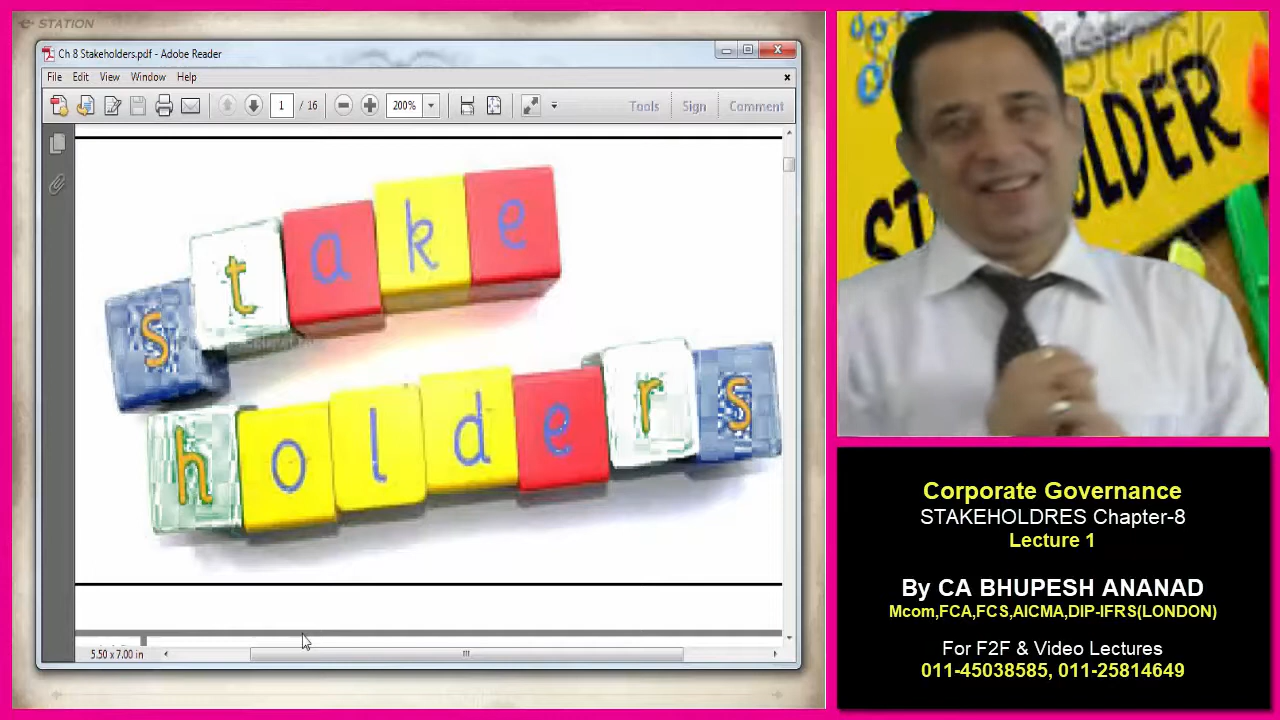 e-STATION
Ch 8 Stakeholders.pdf - Adobe Reader
File Edit View Window Help
1 / 16
200%
Tools Sign Comment
stake
holders
5.50 x 7.00 in
Corporate Governance
STAKEHOLDRES Chapter-8
Lecture 1
By CA BHUPESH ANANAD
Mcom,FCA,FCS,AICMA,DIP-IFRS(LONDON)
For F2F & Video Lectures
011-45038585, 011-25814649